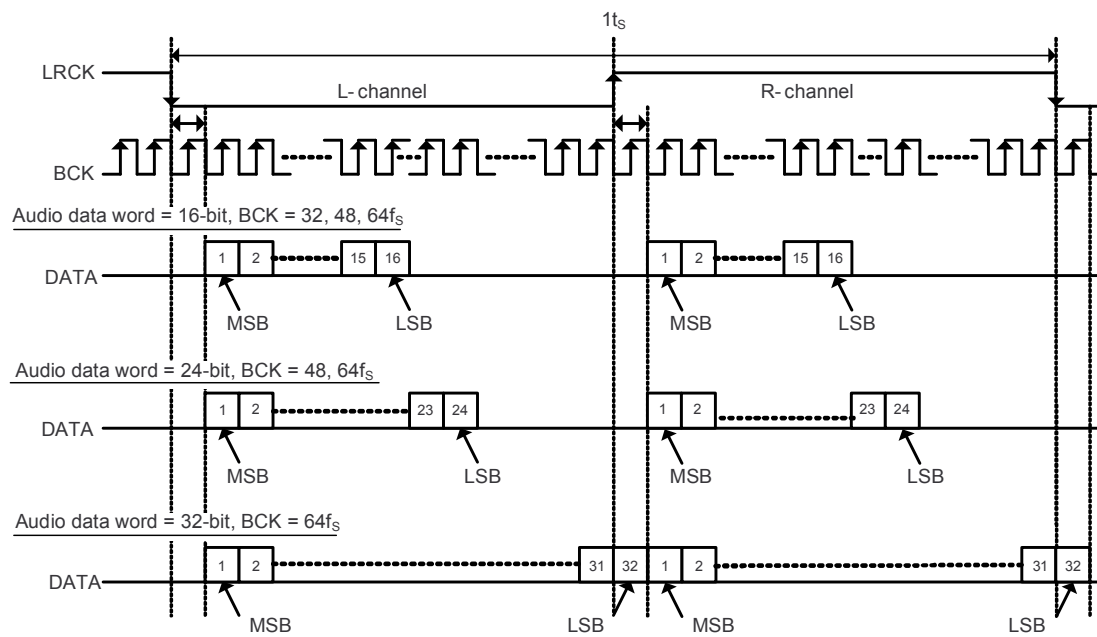 1tS
LRCK
L- channel
R- channel
BCK
Audio data word = 16-bit, BCK = 32, 48, 64fS
DATA
1 2 15 16 1 2 15 16
MSB LSB MSB LSB
Audio data word = 24-bit, BCK = 48, 64fS
DATA
1 2 23 24 1 2 23 24
MSB LSB MSB LSB
Audio data word = 32-bit, BCK = 64fS
DATA
1 2 31 32 1 2 31 32
MSB LSB MSB LSB